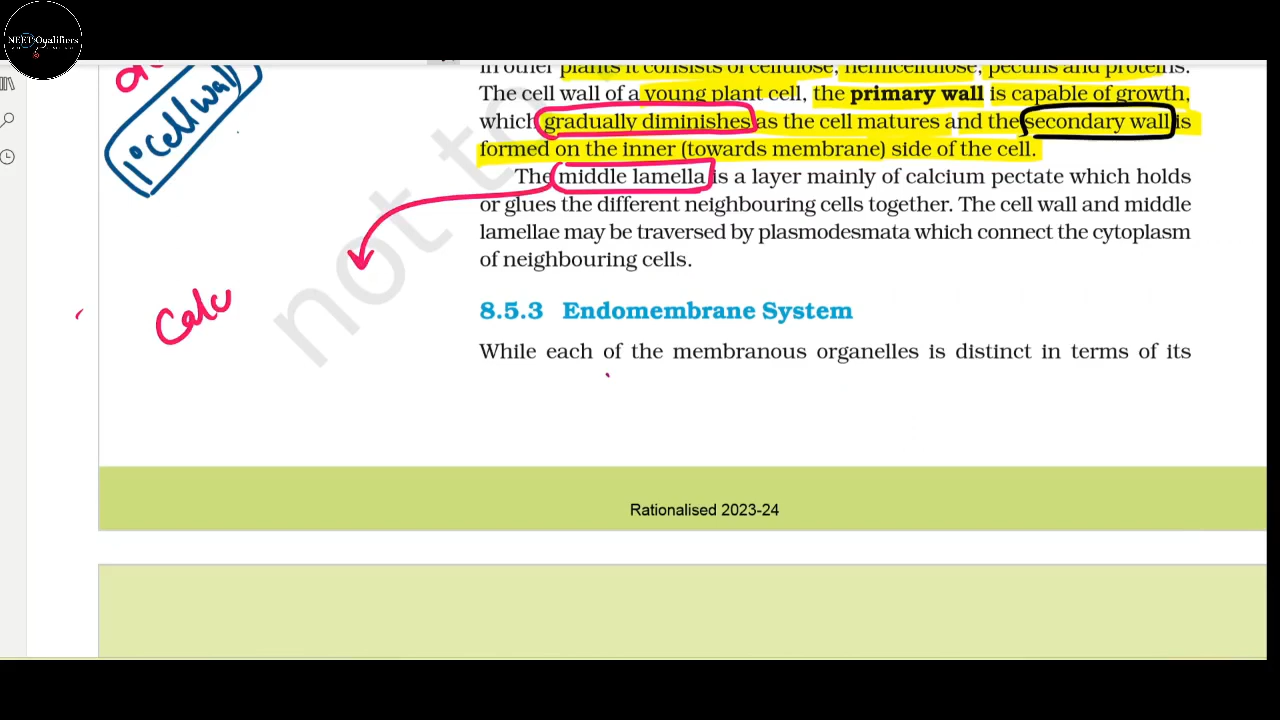 NEET Qualifiers
in other plants it consists of cellulose, hemicellulose, pectins and proteins.
The cell wall of a young plant cell, the primary wall is capable of growth,
which gradually diminishes as the cell matures and the secondary wall is
formed on the inner (towards membrane) side of the cell.
1° cell wall
The middle lamella is a layer mainly of calcium pectate which holds
or glues the different neighbouring cells together. The cell wall and middle
lamellae may be traversed by plasmodesmata which connect the cytoplasm
of neighbouring cells.
not to
Calc
8.5.3 Endomembrane System
While each of the membranous organelles is distinct in terms of its
Rationalised 2023-24